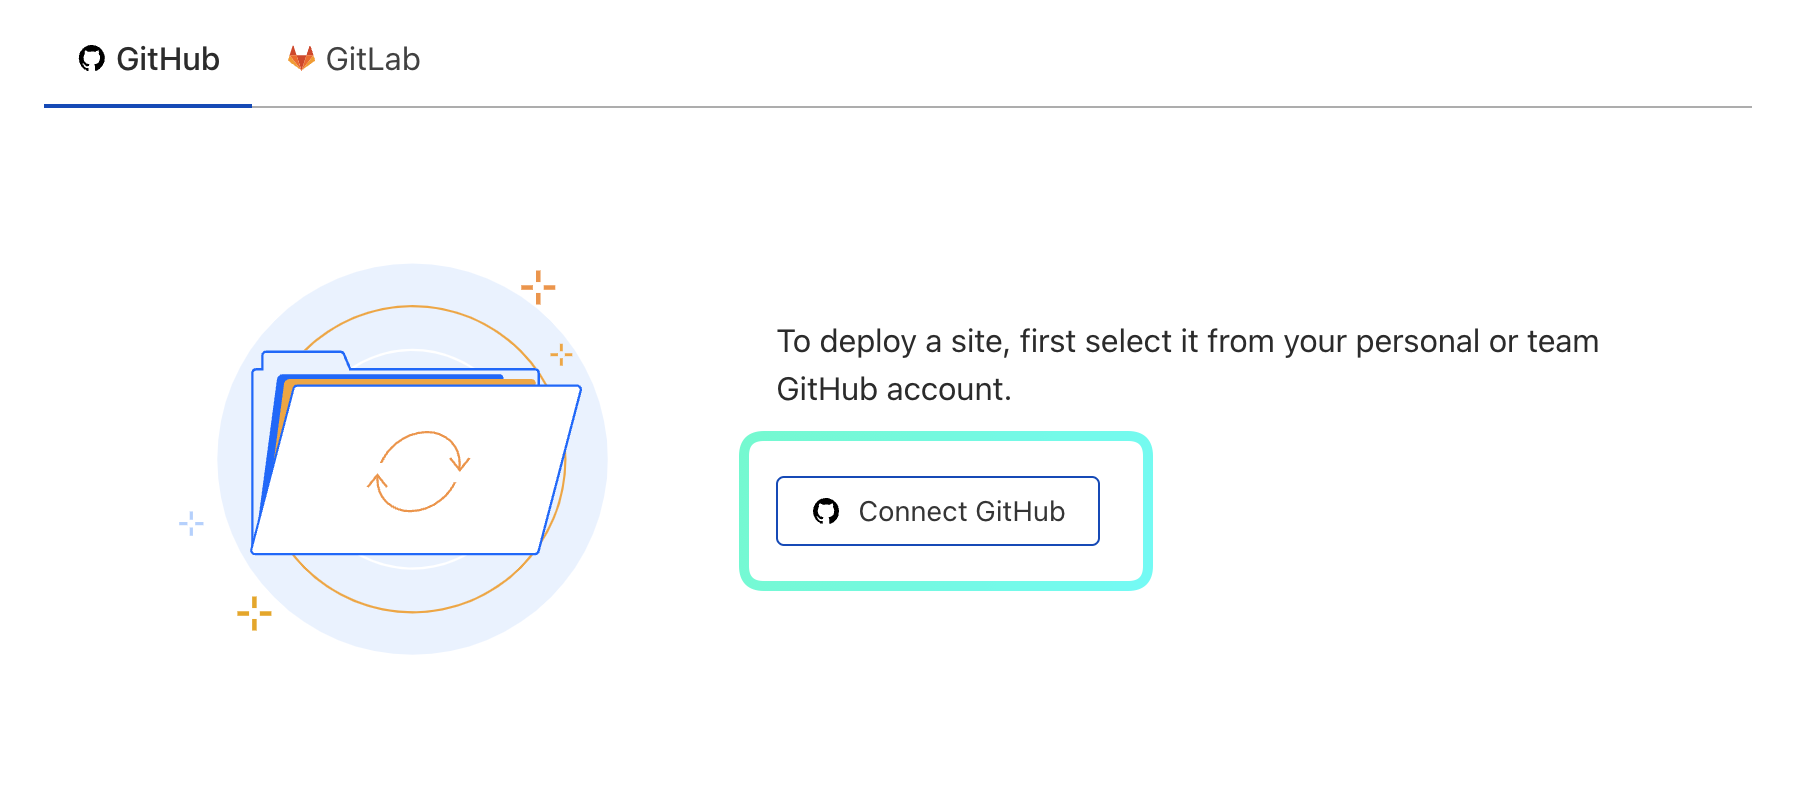 GitHub
GitLab
To deploy a site, first select it from your personal or team
GitHub account.
Connect GitHub